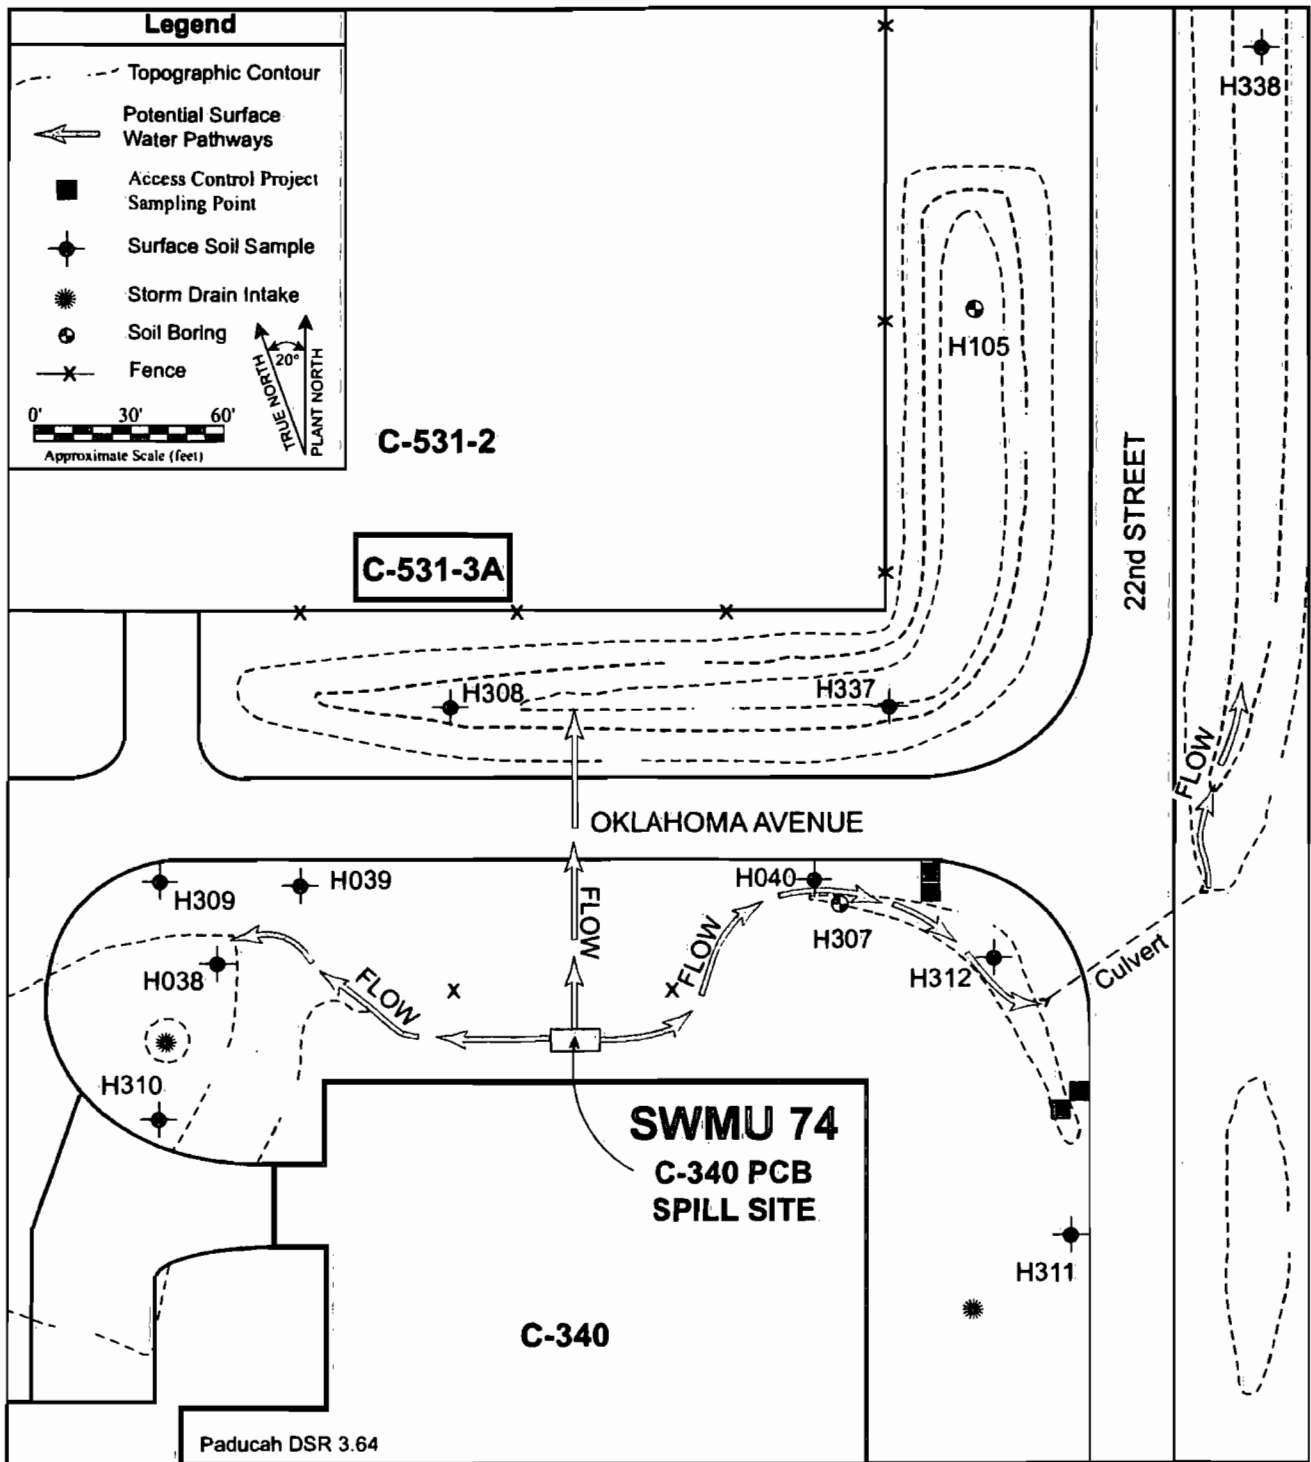 Legend
Topographic Contour
Potential Surface
Water Pathways
Access Control Project
Sampling Point
Surface Soil Sample
Storm Drain Intake
Soil Boring
Fence
20°
TRUE NORTH
PLANT NORTH
0' 30' 60'
Approximate Scale (feet)
H338
H105
C-531-2
C-531-3A
22nd STREET
H308
H337
FLOW
OKLAHOMA AVENUE
H309
H039
H040
FLOW
H307
FLOW
H038
FLOW
H312
Culvert
H310
SWMU 74
C-340 PCB
SPILL SITE
H311
C-340
Paducah DSR 3.64